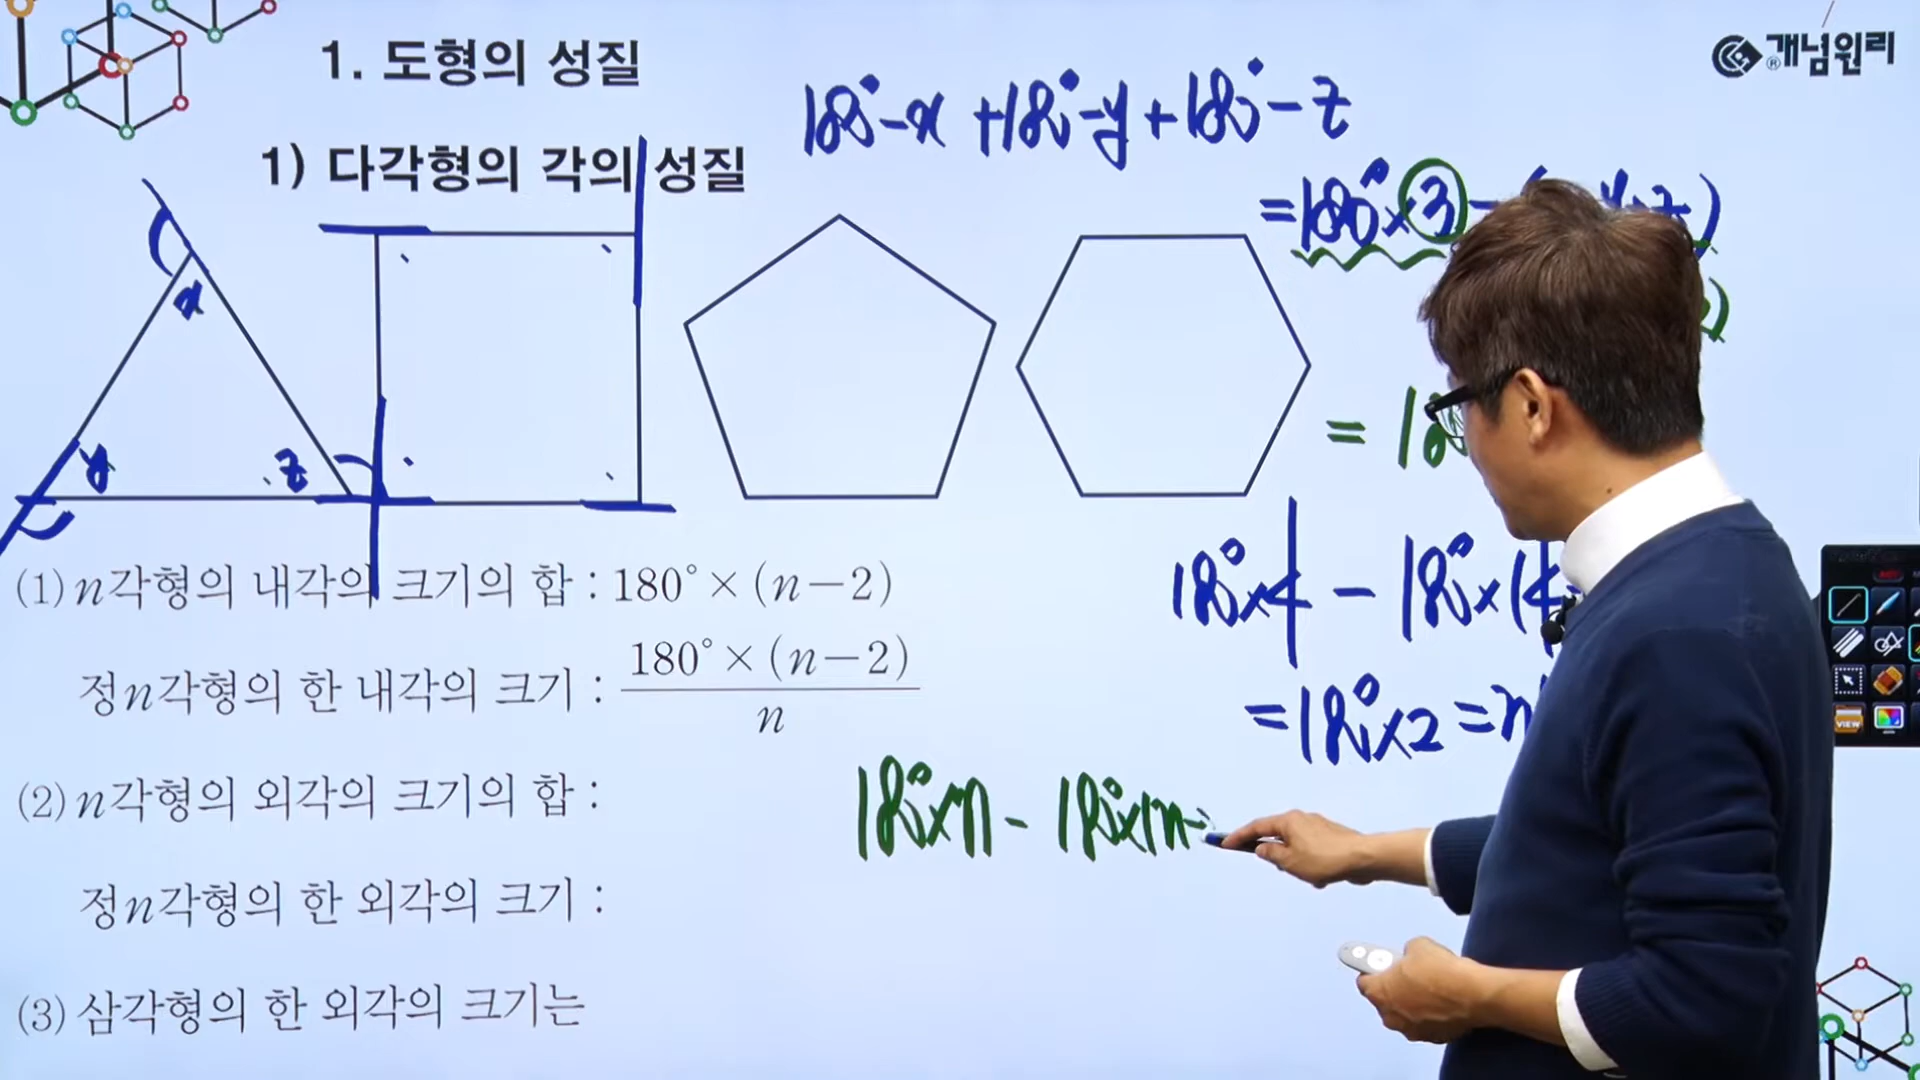 1. 도형의 성질
개념원리
®
1) 다각형의 각의 성질
180°-x +180°-y+180°-z
=180°×3-
x
y
z
=
180°×4 - 180°×(4
=180°×2=
(1) n각형의 내각의 크기의 합 : 180°×(n-2)
정n각형의 한 내각의 크기 : 180°×(n-2)
n
(2) n각형의 외각의 크기의 합 :
180°×n - 180°×(n-
정n각형의 한 외각의 크기 :
(3) 삼각형의 한 외각의 크기는
VIEW